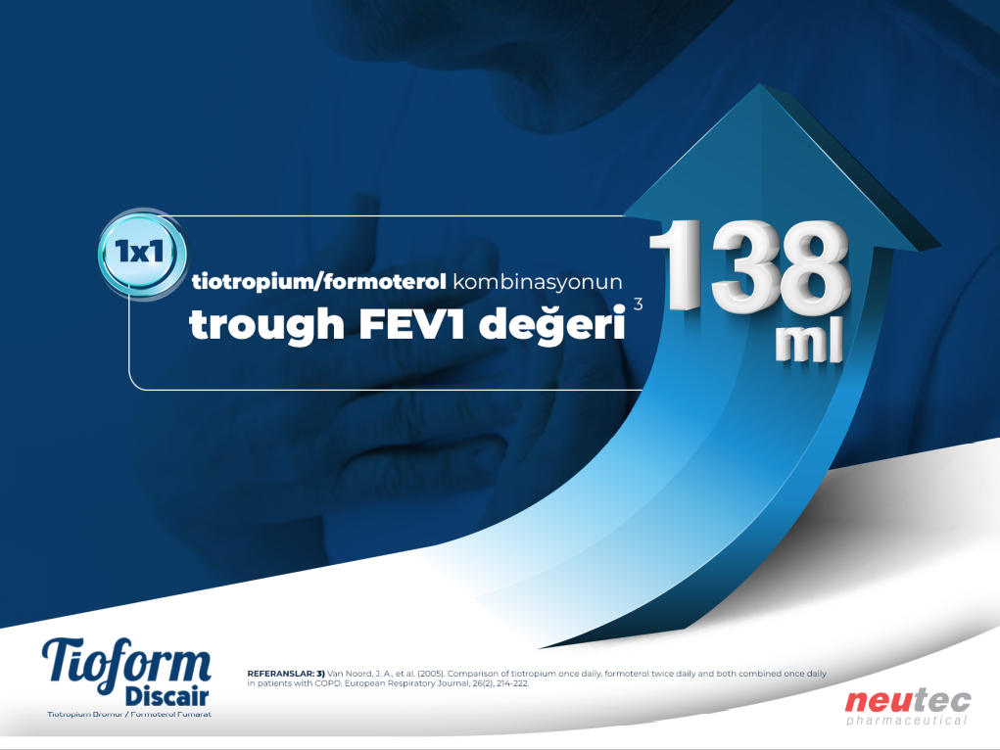 1x1
tiotropium/formoterol kombinasyonun
trough FEV1 değeri 3
138
ml
Tioform
Discair
Tiotropium Bromür / Formoterol Fumarat
REFERANSLAR: 3) Van Noord, J. A., et al. (2005). Comparison of tiotropium once daily, formoterol twice daily and both combined once daily
in patients with COPD. European Respiratory Journal, 26(2), 214-222.
neutec
pharmaceutical